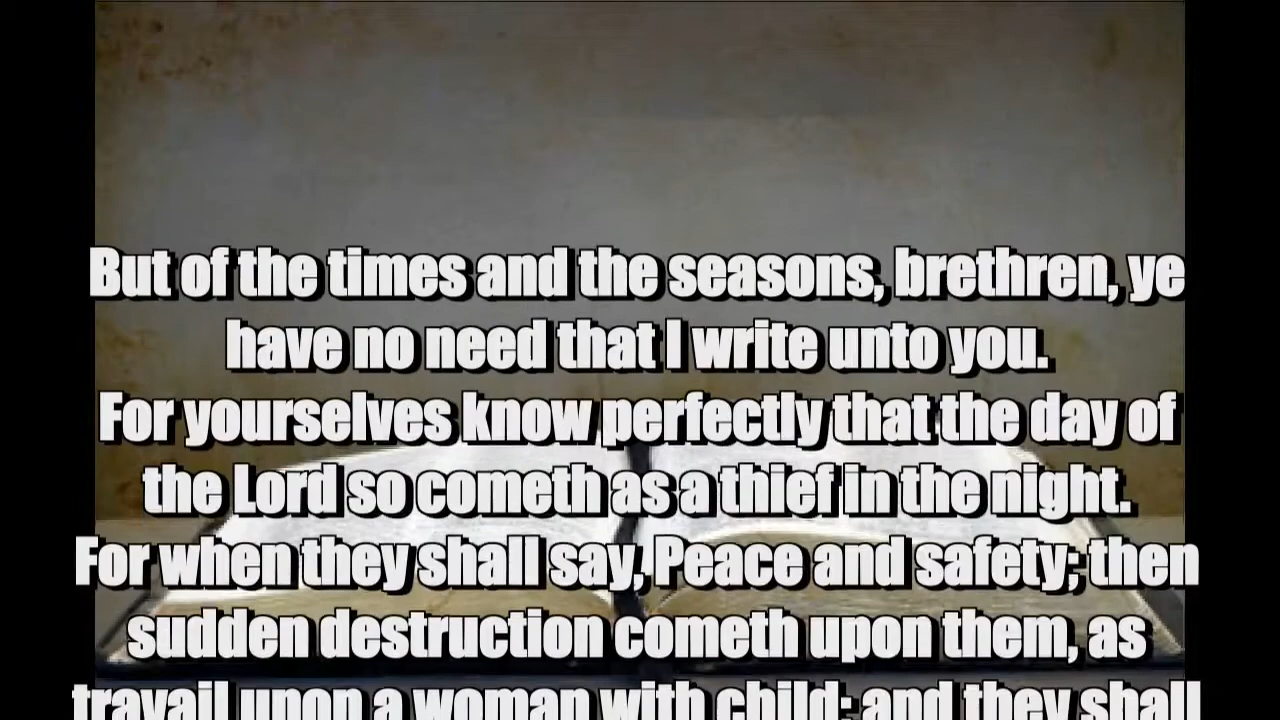 But of the times and the seasons, brethren, ye
have no need that I write unto you.
For yourselves know perfectly that the day of
the Lord so cometh as a thief in the night.
For when they shall say, Peace and safety; then
sudden destruction cometh upon them, as
travail upon a woman with child; and they shall